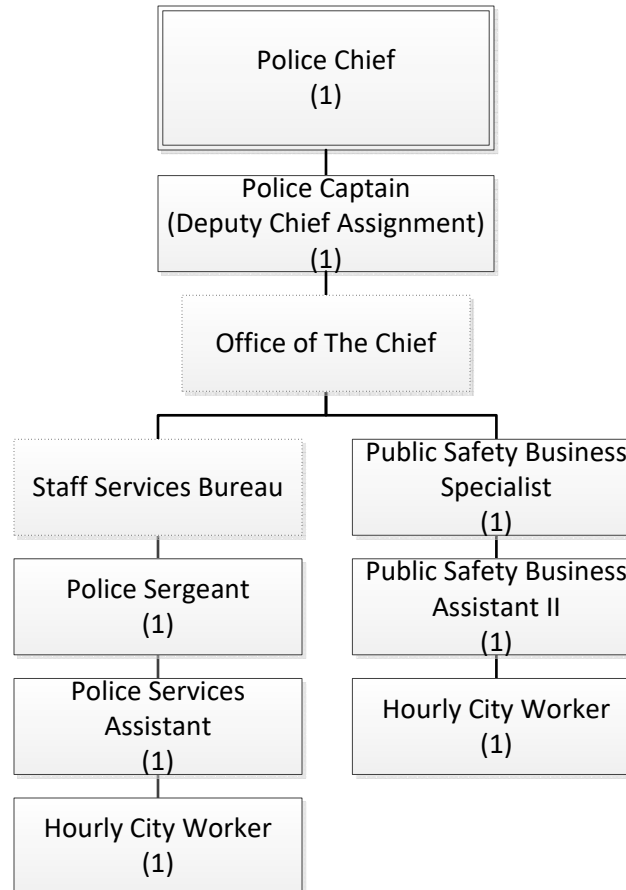 Police Chief
(1)
Police Captain
(Deputy Chief Assignment)
(1)
Office of The Chief
Staff Services Bureau
Police Sergeant
(1)
Police Services
Assistant
(1)
Hourly City Worker
(1)
Public Safety Business
Specialist
(1)
Public Safety Business
Assistant II
(1)
Hourly City Worker
(1)